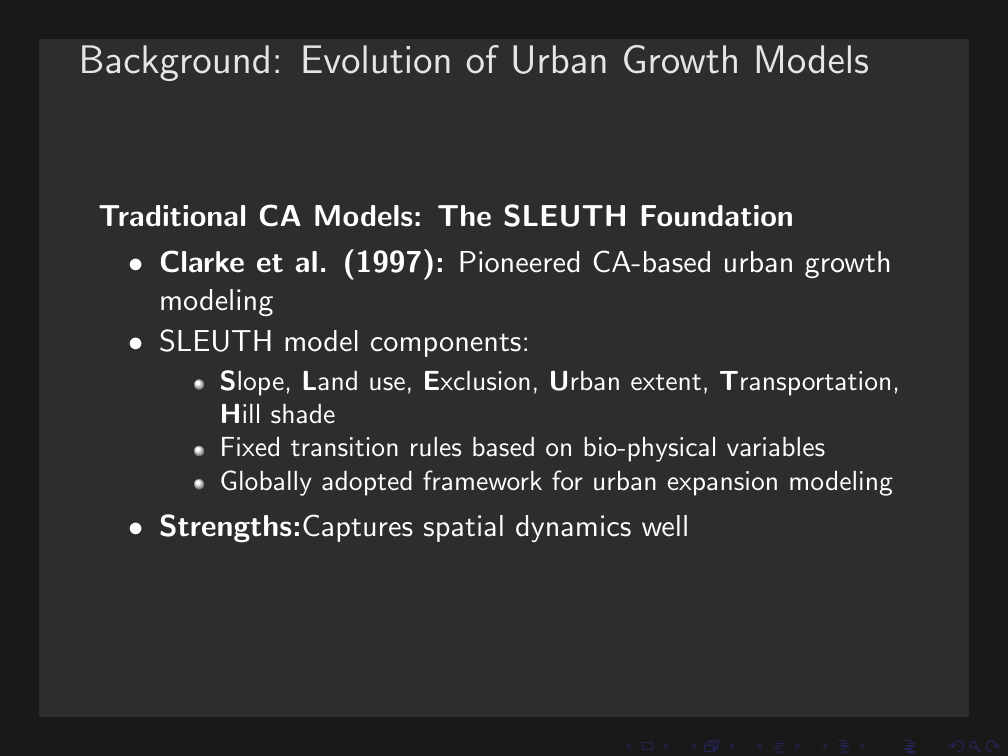 Background: Evolution of Urban Growth Models
Traditional CA Models: The SLEUTH Foundation
• Clarke et al. (1997): Pioneered CA-based urban growth
modeling
• SLEUTH model components:
Slope, Land use, Exclusion, Urban extent, Transportation,
Hill shade
Fixed transition rules based on bio-physical variables
Globally adopted framework for urban expansion modeling
• Strengths:Captures spatial dynamics well